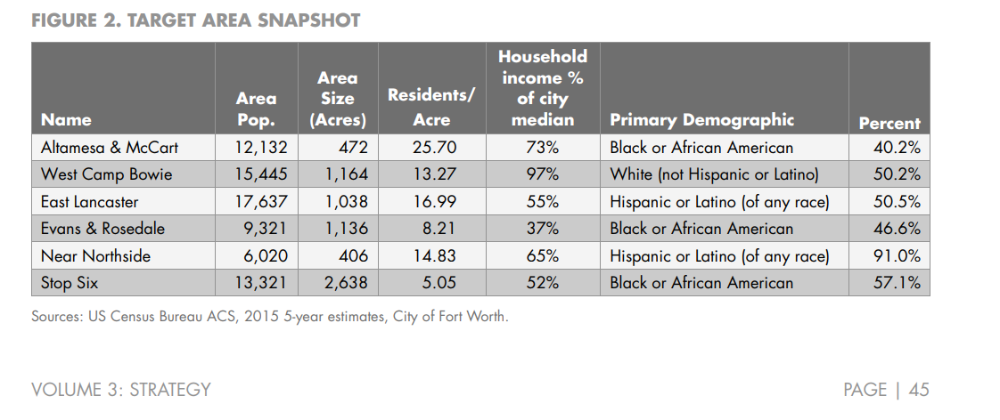 FIGURE 2. TARGET AREA SNAPSHOT
Name Area Pop. Area Size (Acres) Residents/ Acre Household income % of city median Primary Demographic Percent
Altamesa & McCart 12,132 472 25.70 73% Black or African American 40.2%
West Camp Bowie 15,445 1,164 13.27 97% White (not Hispanic or Latino) 50.2%
East Lancaster 17,637 1,038 16.99 55% Hispanic or Latino (of any race) 50.5%
Evans & Rosedale 9,321 1,136 8.21 37% Black or African American 46.6%
Near Northside 6,020 406 14.83 65% Hispanic or Latino (of any race) 91.0%
Stop Six 13,321 2,638 5.05 52% Black or African American 57.1%
Sources: US Census Bureau ACS, 2015 5-year estimates, City of Fort Worth.
VOLUME 3: STRATEGY PAGE | 45